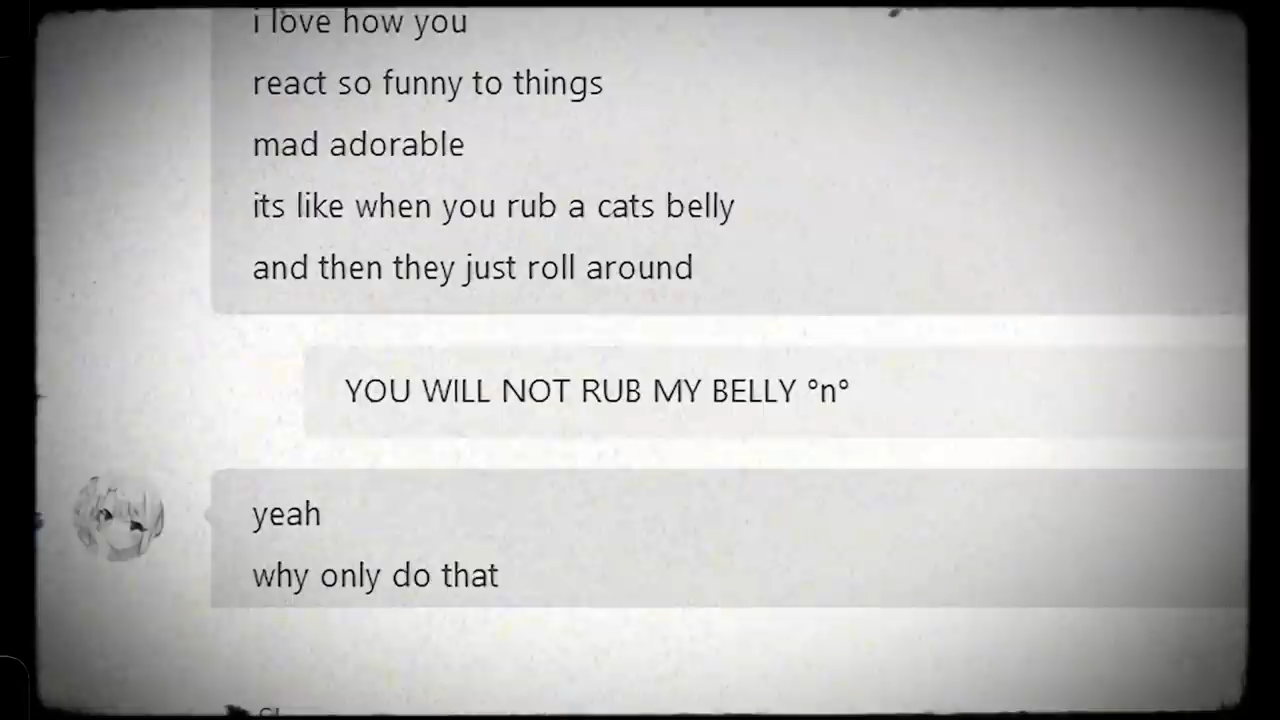 i love how you
react so funny to things
mad adorable
its like when you rub a cats belly
and then they just roll around
YOU WILL NOT RUB MY BELLY °n°
yeah
why only do that